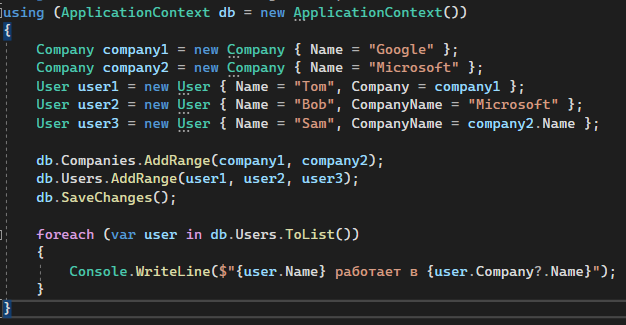 using (ApplicationContext db = new ApplicationContext())
{
    Company company1 = new Company { Name = "Google" };
    Company company2 = new Company { Name = "Microsoft" };
    User user1 = new User { Name = "Tom", Company = company1 };
    User user2 = new User { Name = "Bob", CompanyName = "Microsoft" };
    User user3 = new User { Name = "Sam", CompanyName = company2.Name };

    db.Companies.AddRange(company1, company2);
    db.Users.AddRange(user1, user2, user3);
    db.SaveChanges();

    foreach (var user in db.Users.ToList())
    {
        Console.WriteLine($"{user.Name} работает в {user.Company?.Name}");
    }
}